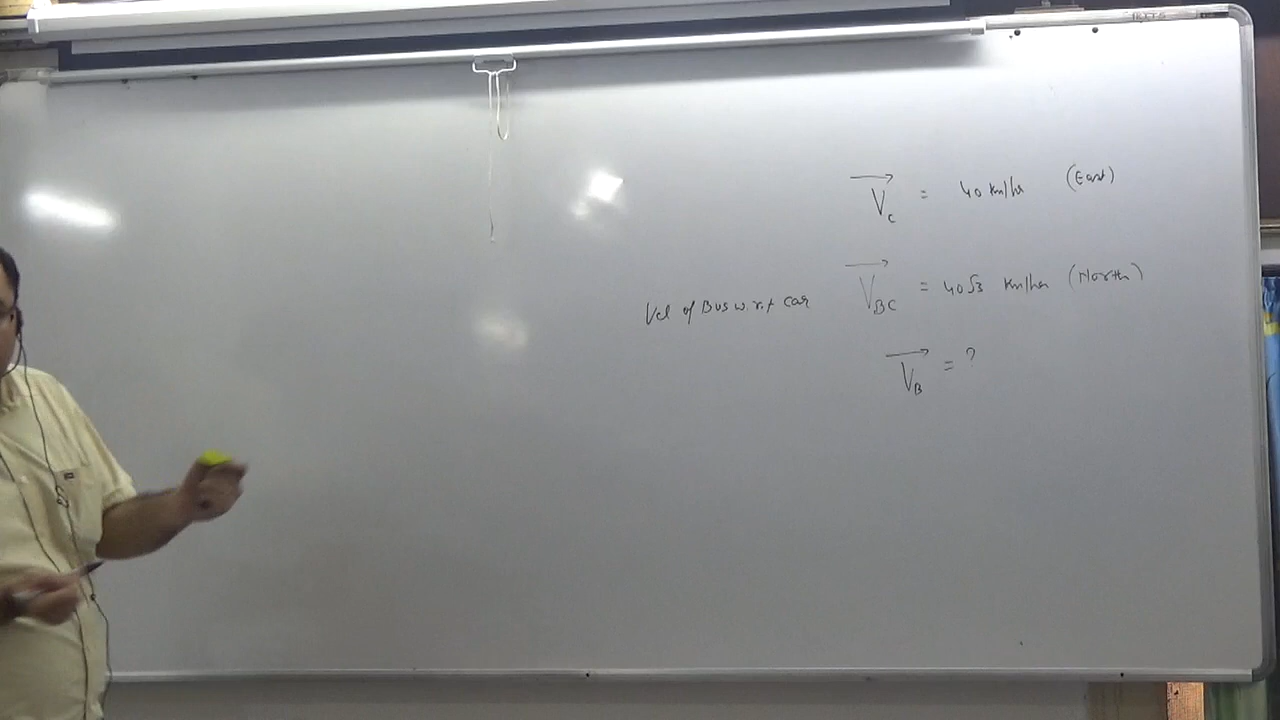 V_C = 40 km/hr (East)
Vel of Bus w.r.t Car V_BC = 40√3 km/hr (North)
V_B = ?